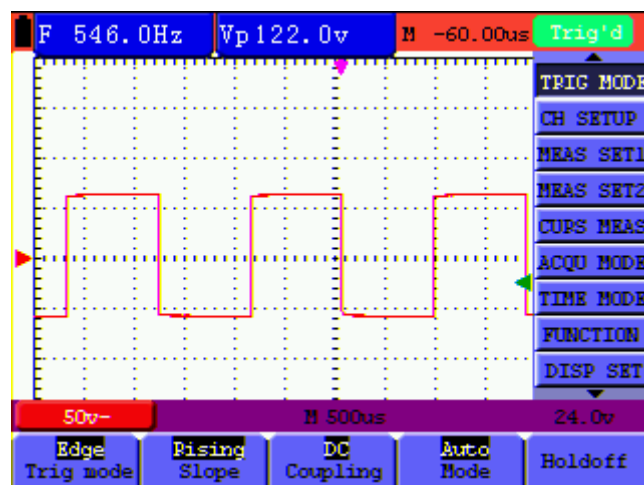 F 546.0Hz
Vp 122.0v
M -60.00us
Trig'd
TRIG MODE
CH SETUP
MEAS SET1
MEAS SET2
CURS MEAS
ACQU MODE
TIME MODE
FUNCTION
DISP SET
50v-
M 500us
24.0v
Edge
Trig mode
Rising
Slope
DC
Coupling
Auto
Mode
Holdoff